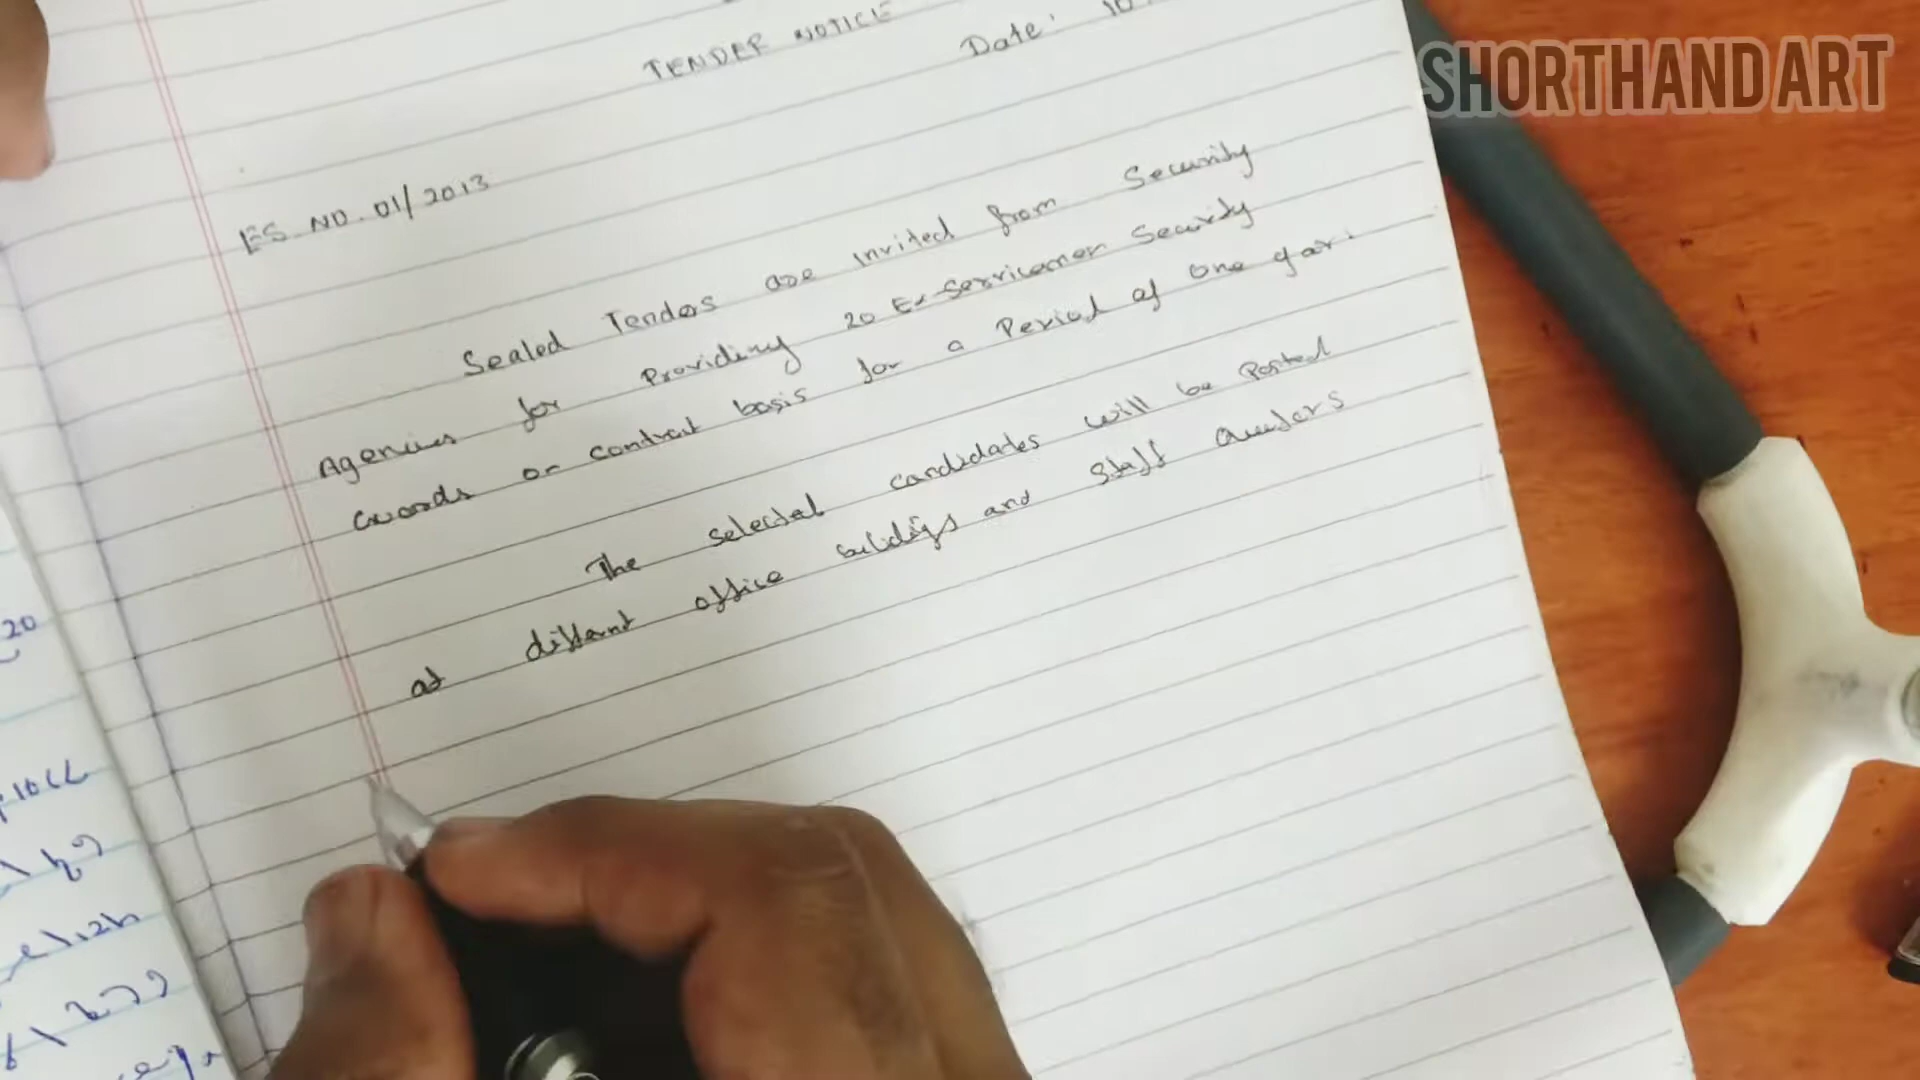 SHORTHAND ART
TENDER NOTICE
Date: 10
ES NO. 01/2013
Sealed Tenders are invited from Security
Agencies for Providing 20 Ex-Servicemen Security
Guards on contract basis for a Period of one year.
The selected candidates will be Posted
at different office buildings and Staff Quarters
20